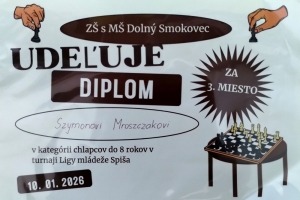 ZŠ s MŠ Dolný Smokovec
UDEĽUJE
DIPLOM
ZA
3. MIESTO
Szymonovi Mroszczakovi
v kategórii chlapcov do 8 rokov v
turnaji Ligy mládeže Spiša
10. 01. 2026